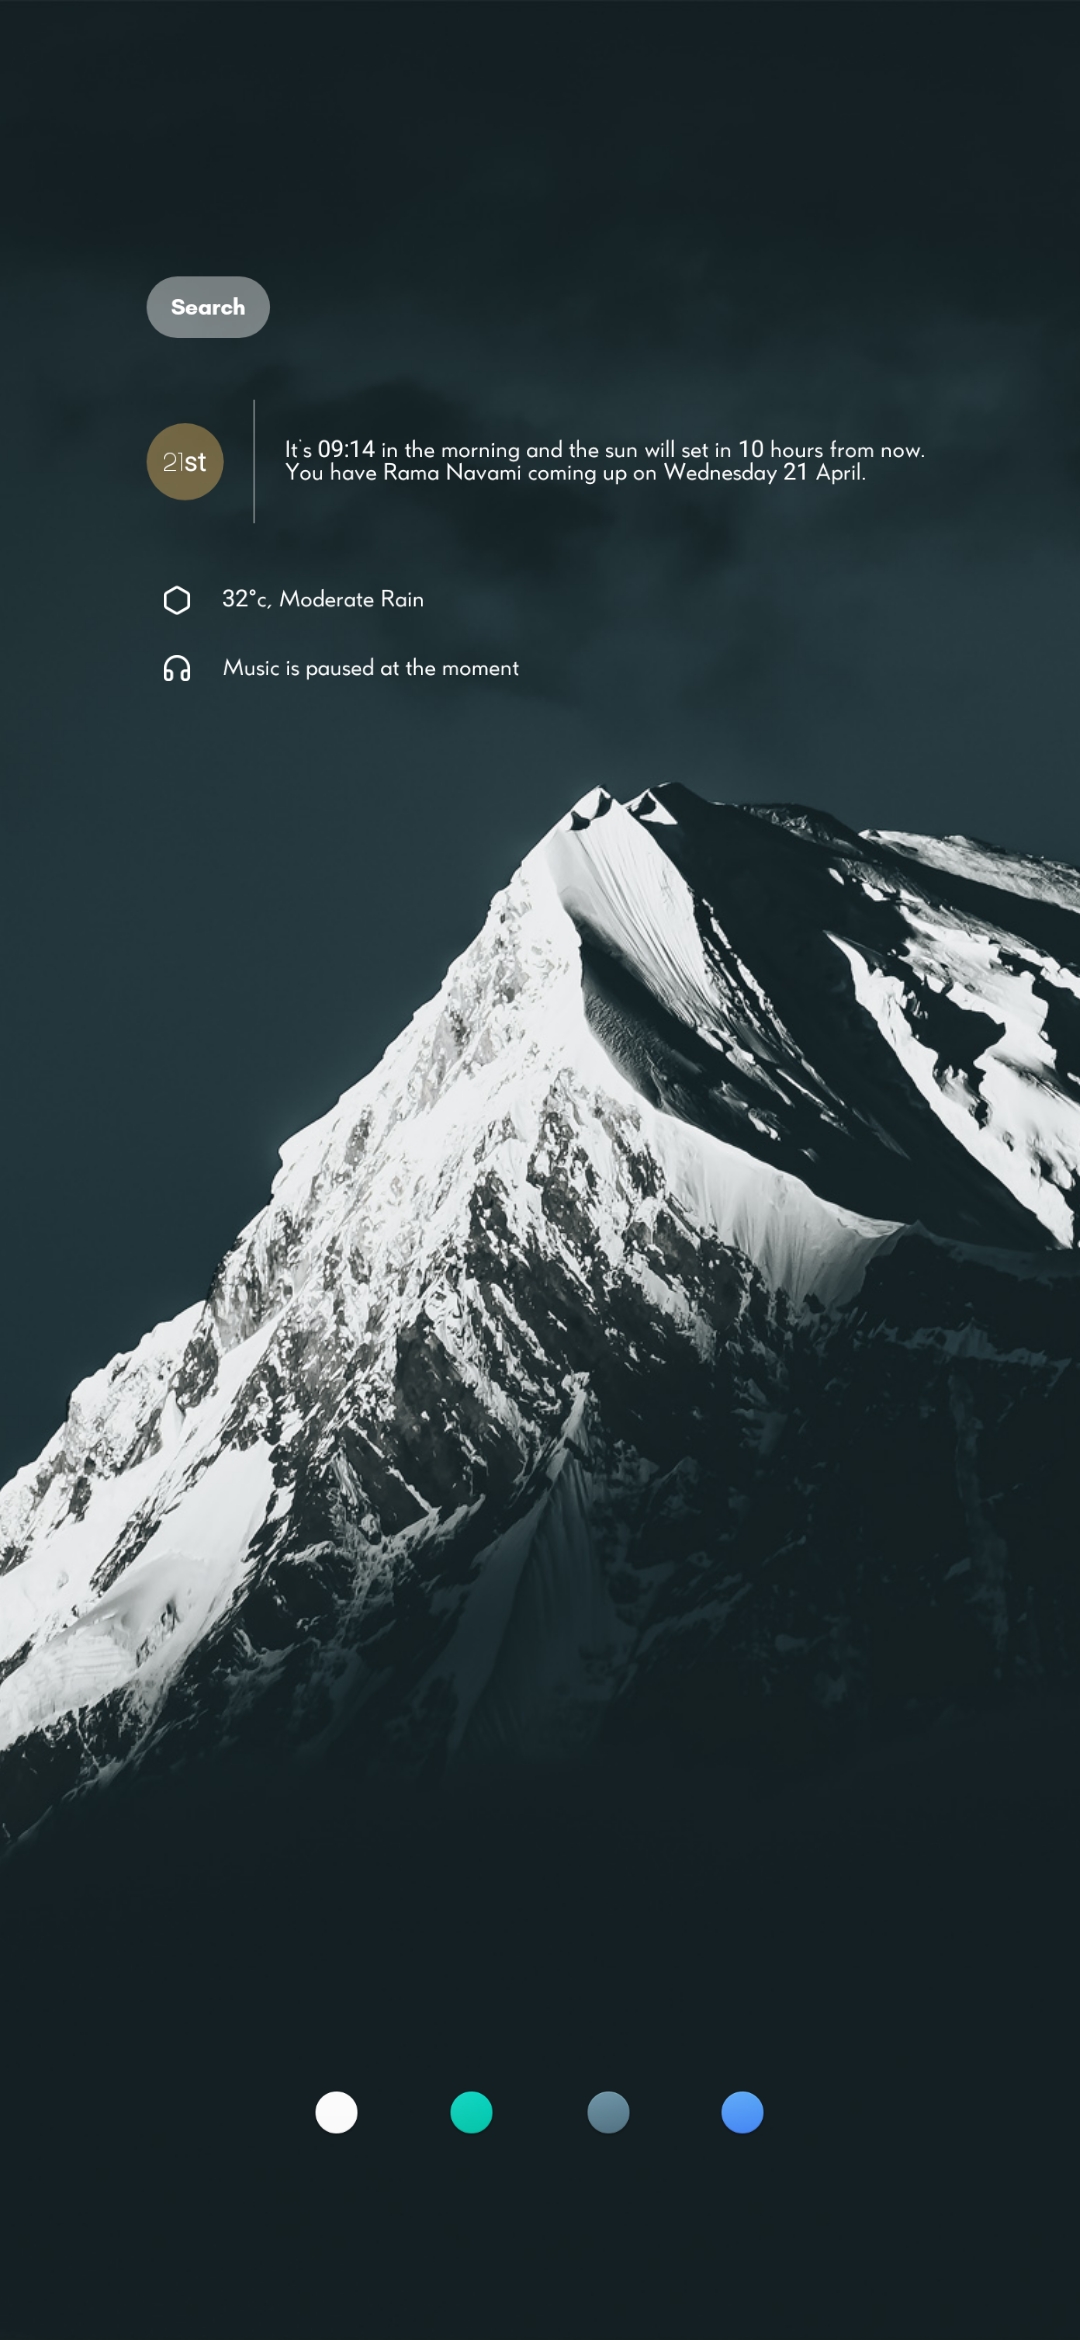 Search
21st
It's 09:14 in the morning and the sun will set in 10 hours from now.
You have Rama Navami coming up on Wednesday 21 April.
32°c, Moderate Rain
Music is paused at the moment